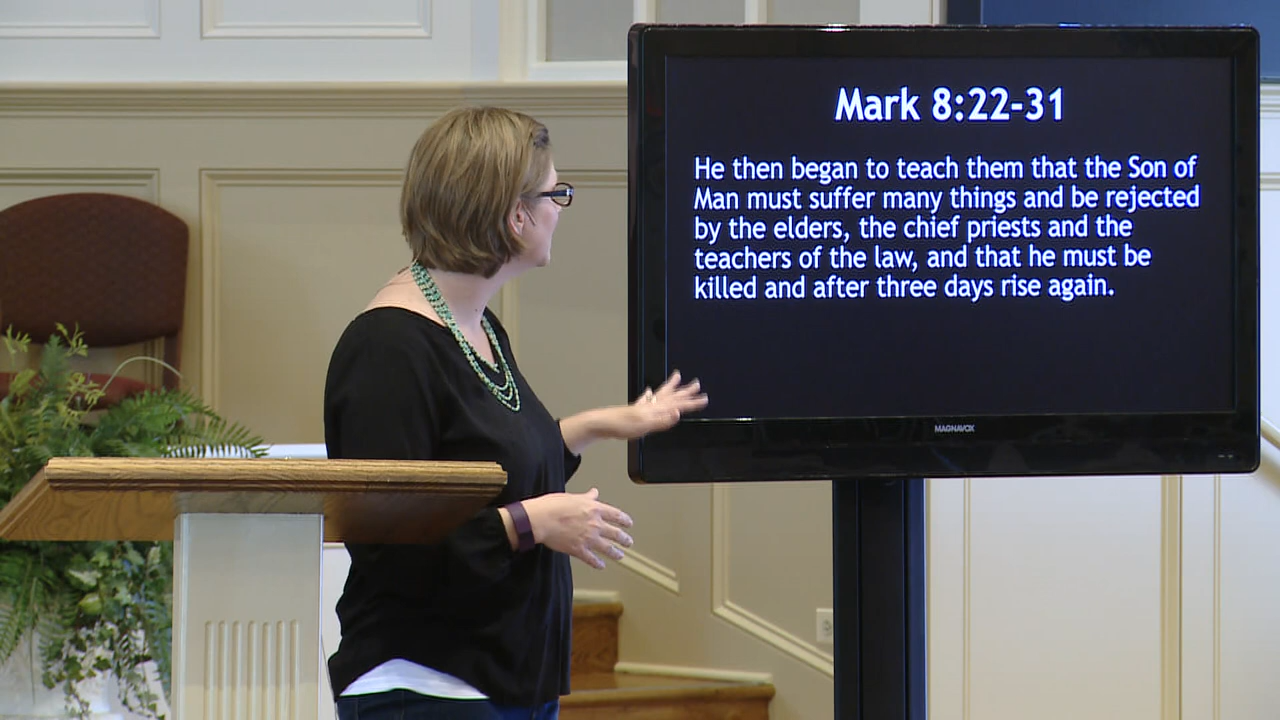 Mark 8:22-31
He then began to teach them that the Son of
Man must suffer many things and be rejected
by the elders, the chief priests and the
teachers of the law, and that he must be
killed and after three days rise again.
MAGNAVOX